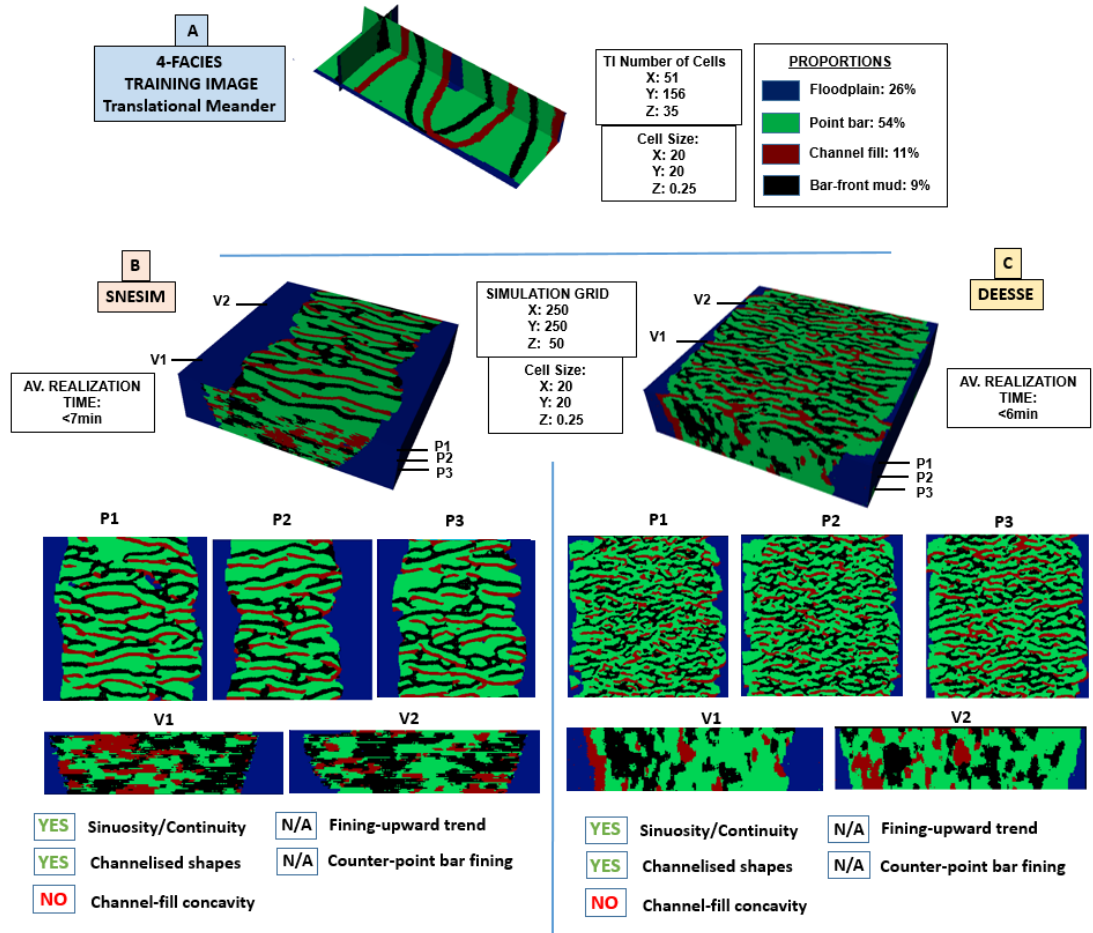 A
4-FACIES
TRAINING IMAGE
Translational Meander
TI Number of Cells
X: 51
Y: 156
Z: 35
Cell Size:
X: 20
Y: 20
Z: 0.25
PROPORTIONS
Floodplain: 26%
Point bar: 54%
Channel fill: 11%
Bar-front mud: 9%
B
SNESIM
V2
V1
AV. REALIZATION
TIME:
<7min
P1
P2
P3
SIMULATION GRID
X: 250
Y: 250
Z: 50
Cell Size:
X: 20
Y: 20
Z: 0.25
C
DEESSE
V2
V1
AV. REALIZATION
TIME:
<6min
P1
P2
P3
P1
P2
P3
V1
V2
YES Sinuosity/Continuity
N/A Fining-upward trend
YES Channelised shapes
N/A Counter-point bar fining
NO Channel-fill concavity
P1
P2
P3
V1
V2
YES Sinuosity/Continuity
N/A Fining-upward trend
YES Channelised shapes
N/A Counter-point bar fining
NO Channel-fill concavity